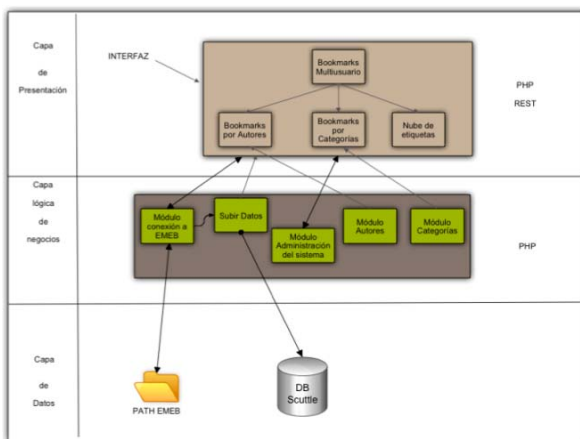 Capa
de
Presentación
INTERFAZ
Bookmarks
Multiusuario
Bookmarks
por Autores
Bookmarks
por
Categorías
Nube de
etiquetas
PHP
REST
Capa
lógica
de
negocios
Módulo
conexión a
EMEB
Subir Datos
Módulo
Administración
del sistema
Módulo
Autores
Módulo
Categorías
PHP
Capa
de
Datos
PATH EMEB
DB
Scuttle